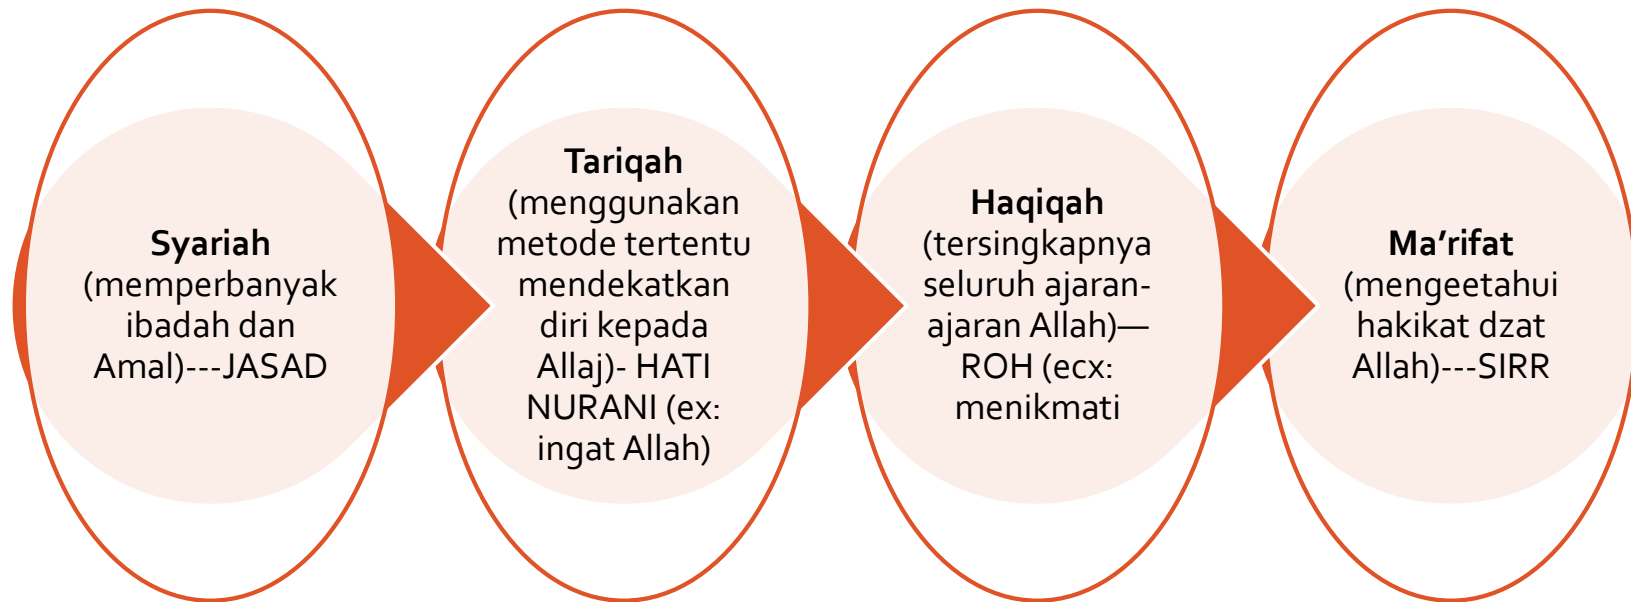 Syariah
(memperbanyak
ibadah dan
Amal)---JASAD
Tariqah
(menggunakan
metode tertentu
mendekatkan
diri kepada
Allaj)- HATI
NURANI (ex:
ingat Allah)
Haqiqah
(tersingkapnya
seluruh ajaran-
ajaran Allah)—
ROH (ecx:
menikmati
Ma’rifat
(mengeetahui
hakikat dzat
Allah)---SIRR